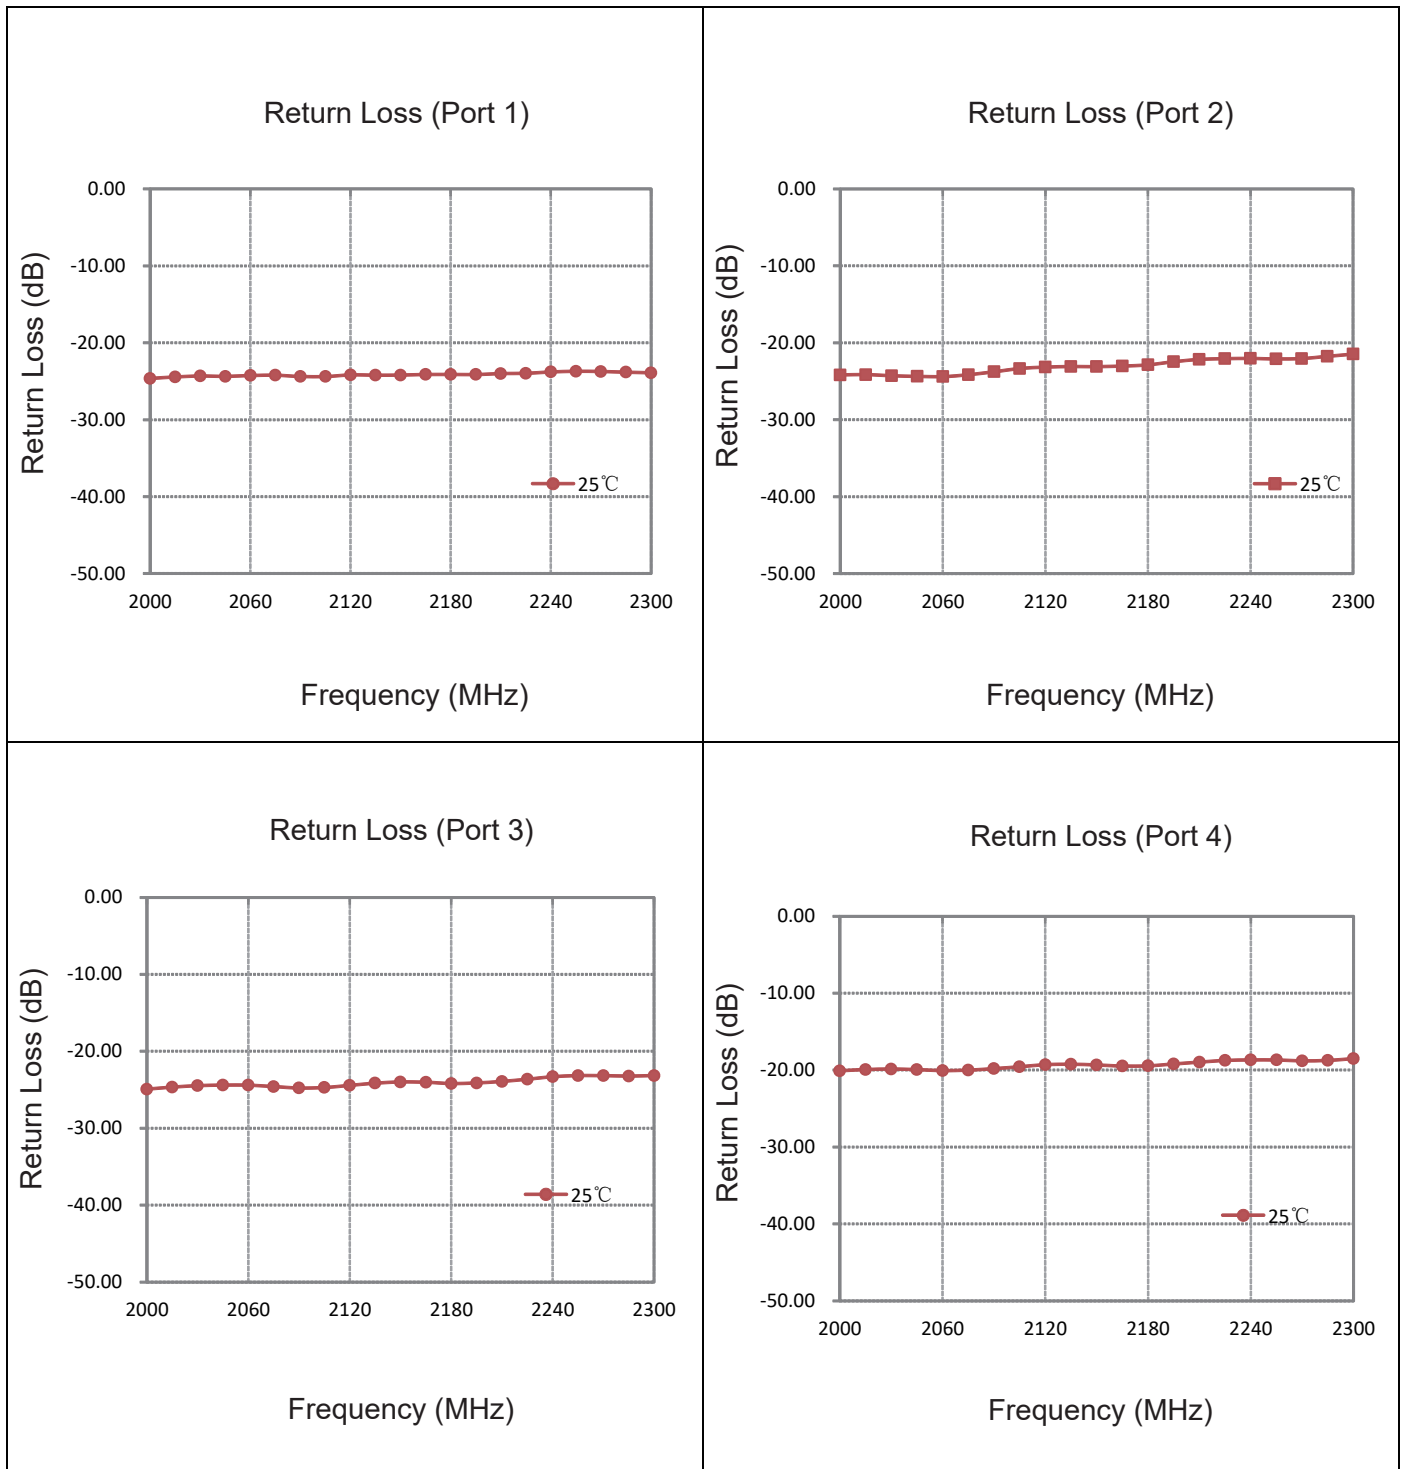 Return Loss (Port 1)
Return Loss (dB)
0.00
-10.00
-20.00
-30.00
-40.00
-50.00
25℃
2000 2060 2120 2180 2240 2300
Frequency (MHz)
Return Loss (Port 2)
Return Loss (dB)
0.00
-10.00
-20.00
-30.00
-40.00
-50.00
25℃
2000 2060 2120 2180 2240 2300
Frequency (MHz)
Return Loss (Port 3)
Return Loss (dB)
0.00
-10.00
-20.00
-30.00
-40.00
-50.00
25℃
2000 2060 2120 2180 2240 2300
Frequency (MHz)
Return Loss (Port 4)
Return Loss (dB)
0.00
-10.00
-20.00
-30.00
-40.00
-50.00
25℃
2000 2060 2120 2180 2240 2300
Frequency (MHz)